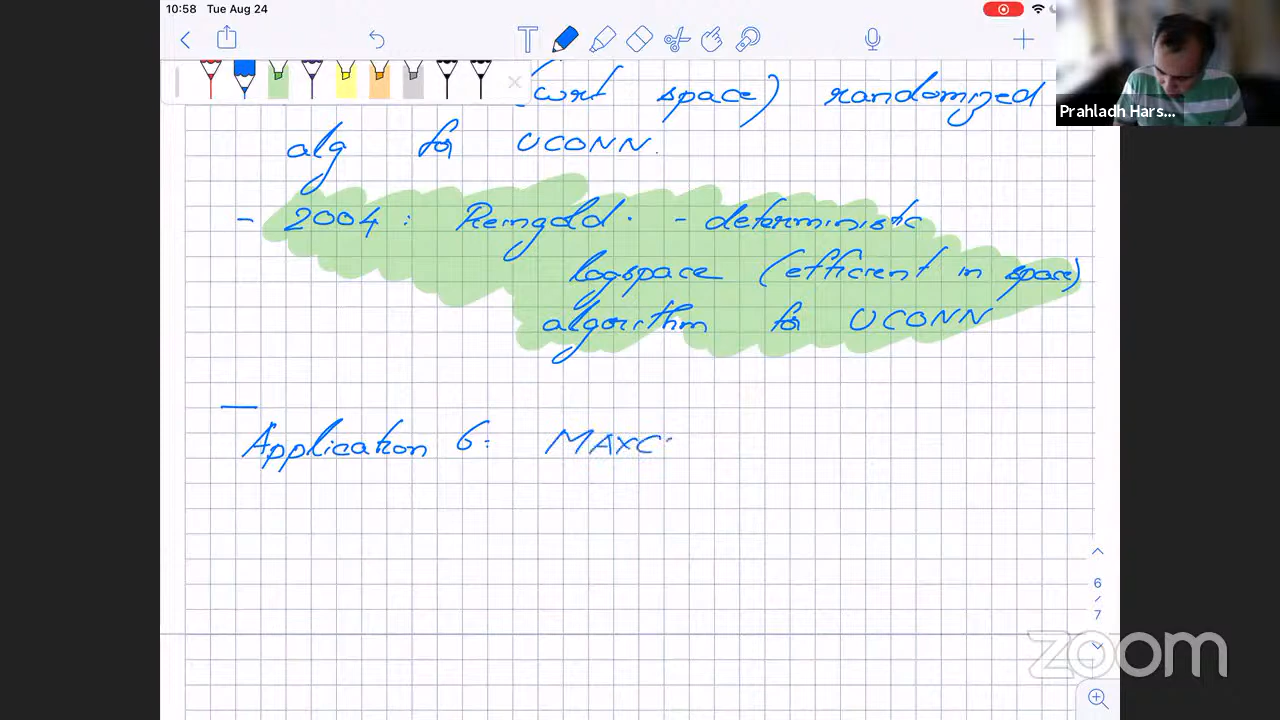 10:58 Tue Aug 24
T
(wrt space) randomized
Prahladh Hars...
alg for UCONN.
- 2004: Reingold. - deterministic
logspace (efficient in space)
algorithm for UCONN
Application 6: MAXC
6
/
7
zoom